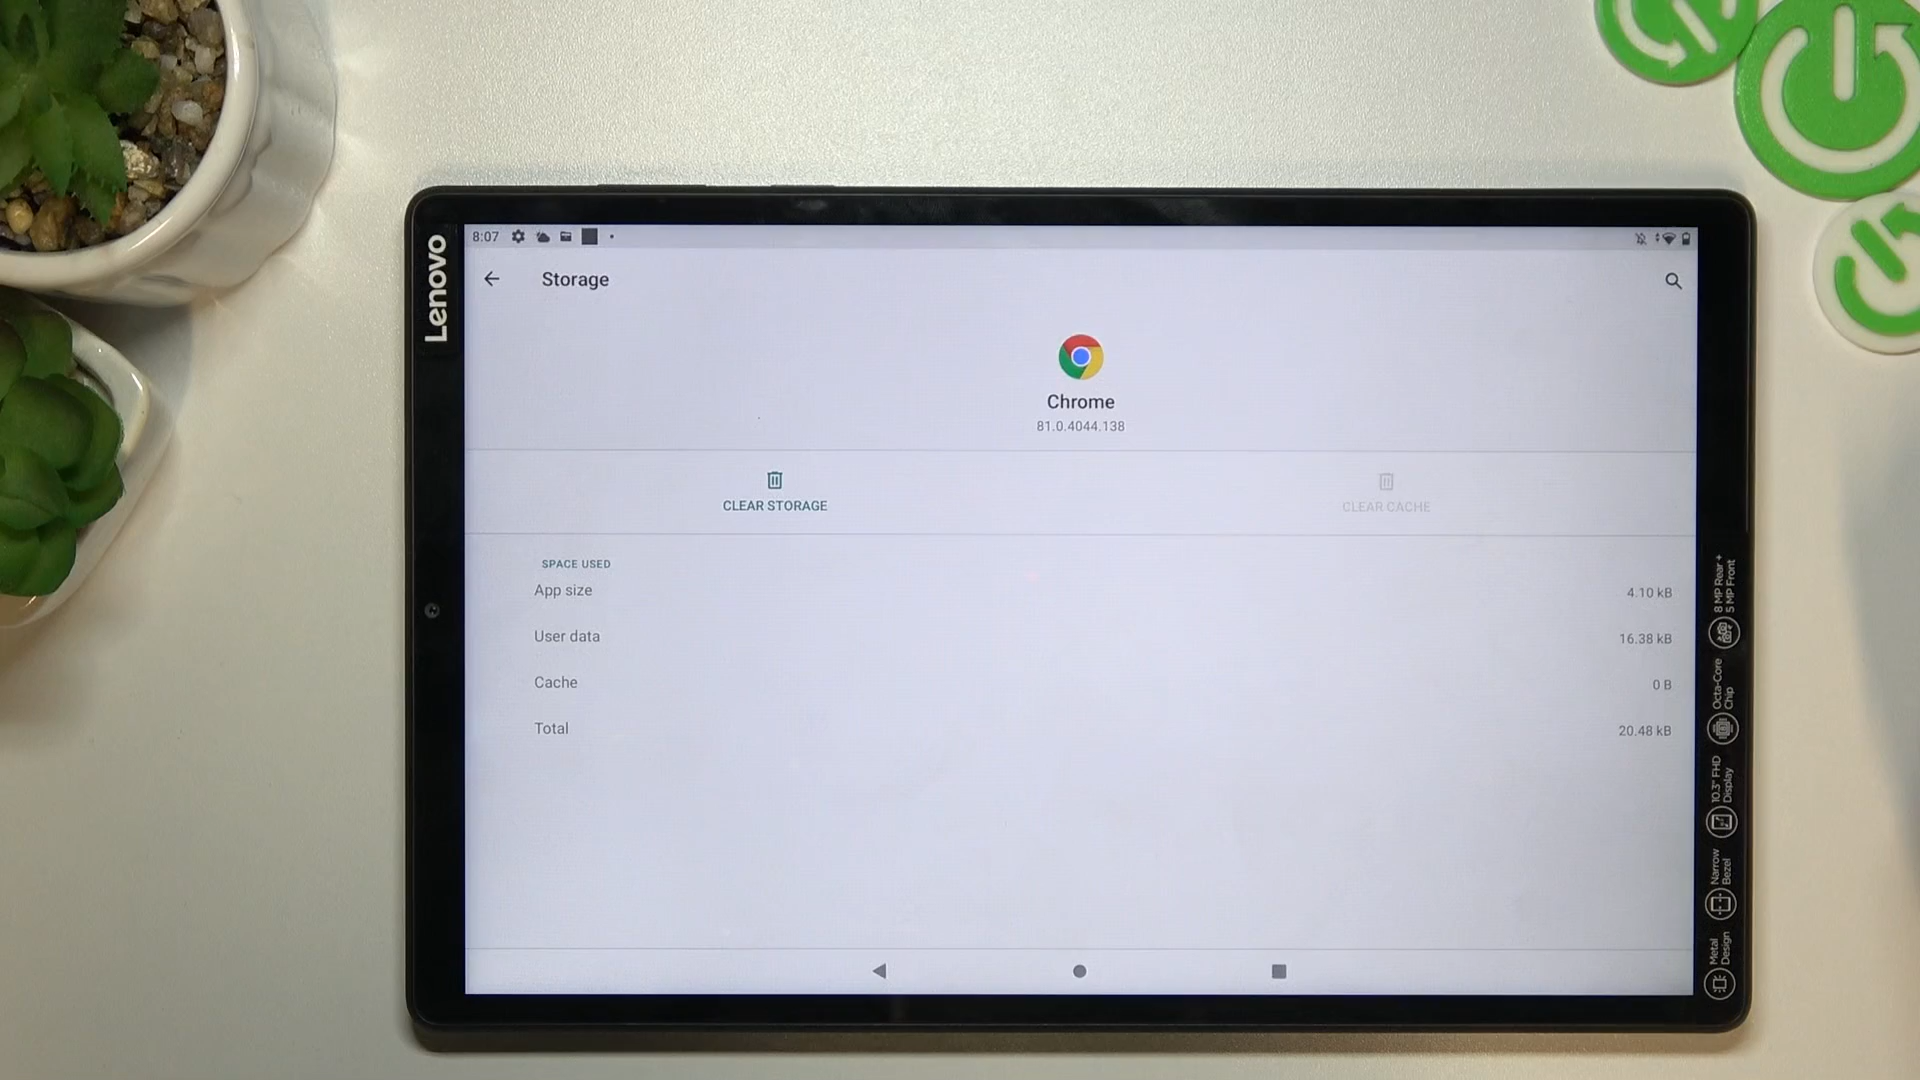 Lenovo
8:07
Storage
Chrome
81.0.4044.138
CLEAR STORAGE
CLEAR CACHE
SPACE USED
App size
4.10 kB
User data
16.38 kB
Cache
0 B
Total
20.48 kB
8 MP Rear +
5 MP Front
Octa-Core
Chip
10.3" FHD
Display
Narrow
Bezel
Metal
Design